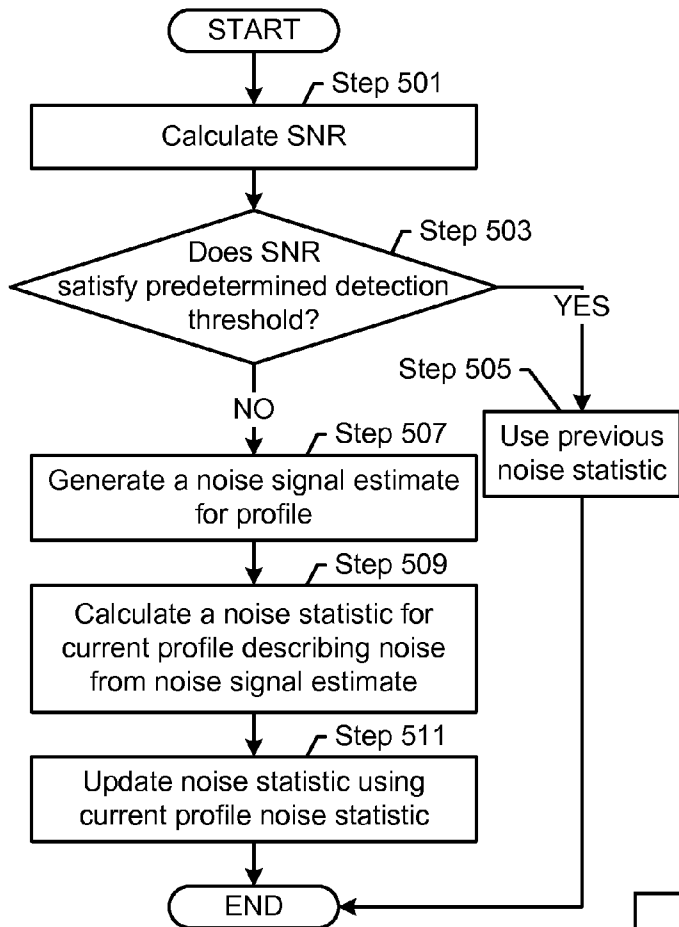 START
Step 501
Calculate SNR
Step 503
Does SNR
satisfy predetermined detection
threshold?
YES
Step 505
Use previous
noise statistic
NO
Step 507
Generate a noise signal estimate
for profile
Step 509
Calculate a noise statistic for
current profile describing noise
from noise signal estimate
Step 511
Update noise statistic using
current profile noise statistic
END